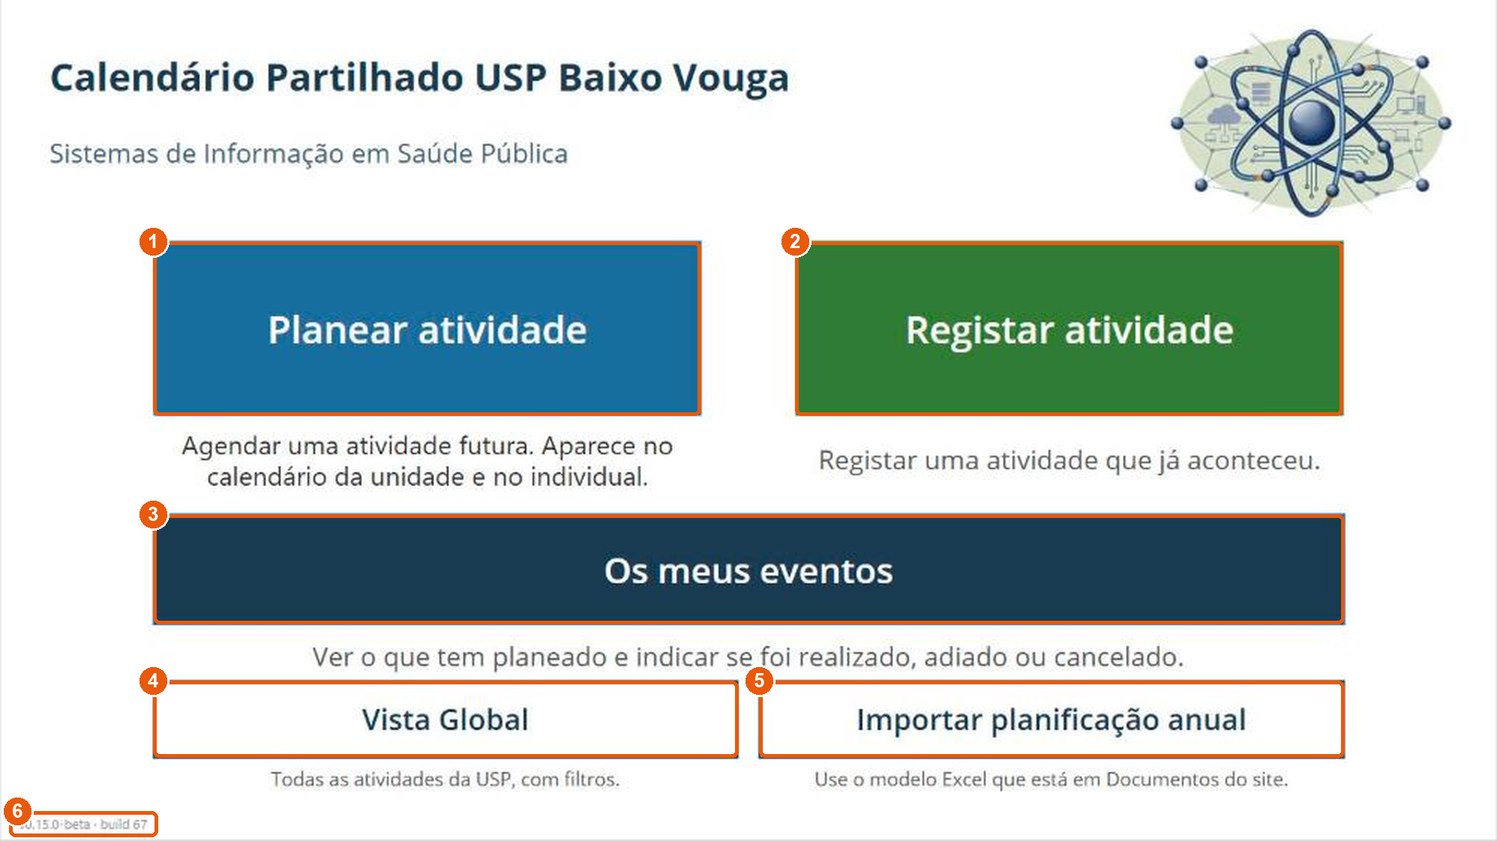 Calendário Partilhado USP Baixo Vouga
Sistemas de Informação em Saúde Pública
1
Planear atividade
2
Registar atividade
Agendar uma atividade futura. Aparece no
calendário da unidade e no individual.
Registar uma atividade que já aconteceu.
3
Os meus eventos
Ver o que tem planeado e indicar se foi realizado, adiado ou cancelado.
4
Vista Global
5
Importar planificação anual
Todas as atividades da USP, com filtros.
Use o modelo Excel que está em Documentos do site.
6
.15.0-beta · build 67